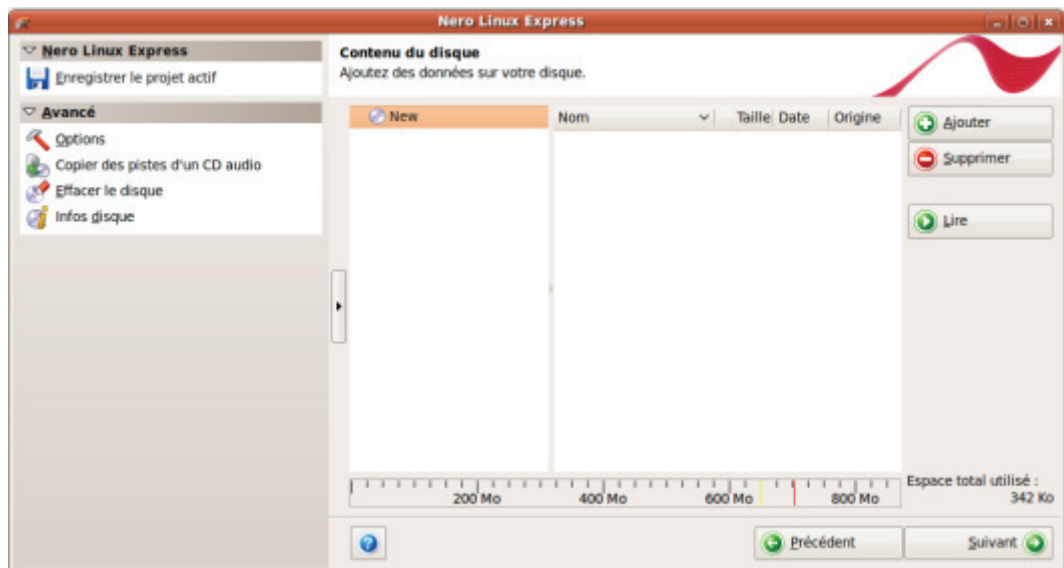 Nero Linux Express
Nero Linux Express
Enregistrer le projet actif
Avancé
Options
Copier des pistes d'un CD audio
Effacer le disque
Infos disque
Contenu du disque
Ajoutez des données sur votre disque.
New
Nom Taille Date Origine
Ajouter
Supprimer
Lire
200 Mo 400 Mo 600 Mo 800 Mo
Espace total utilisé :
342 Ko
Précédent
Suivant